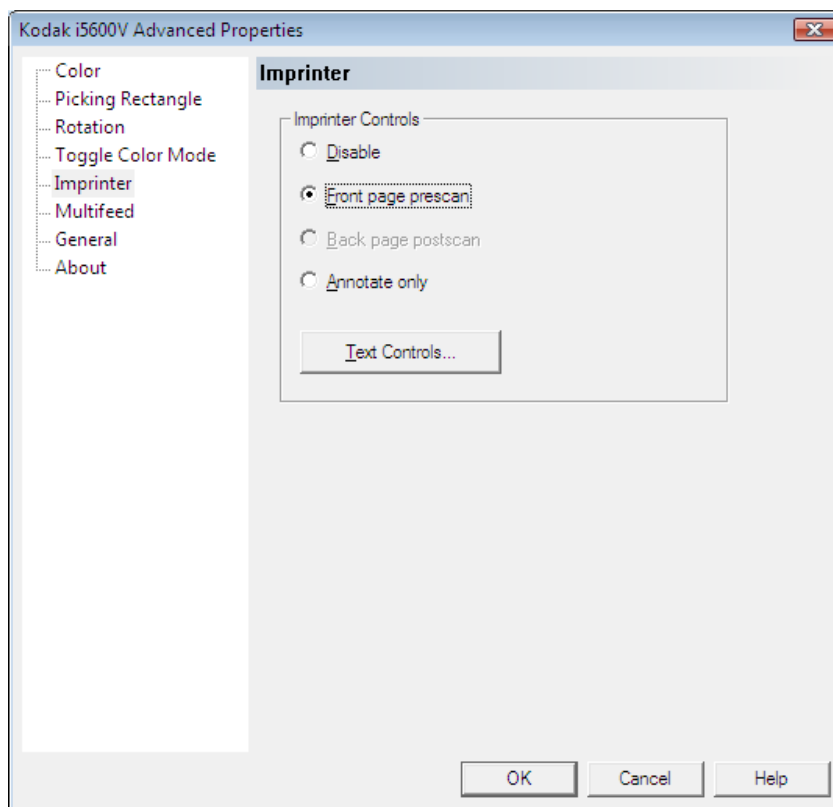 Kodak i5600V Advanced Properties
Color
Picking Rectangle
Rotation
Toggle Color Mode
Imprinter
Multifeed
General
About
Imprinter
Imprinter Controls
Disable
Front page prescan
Back page postscan
Annotate only
Text Controls...
OK Cancel Help